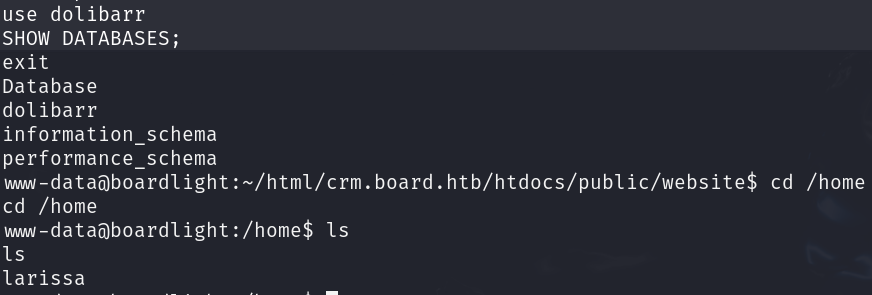 use dolibarr
SHOW DATABASES;
exit
Database
dolibarr
information_schema
performance_schema
www-data@boardlight:~/html/crm.board.htb/htdocs/public/website$ cd /home
cd /home
www-data@boardlight:/home$ ls
ls
larissa